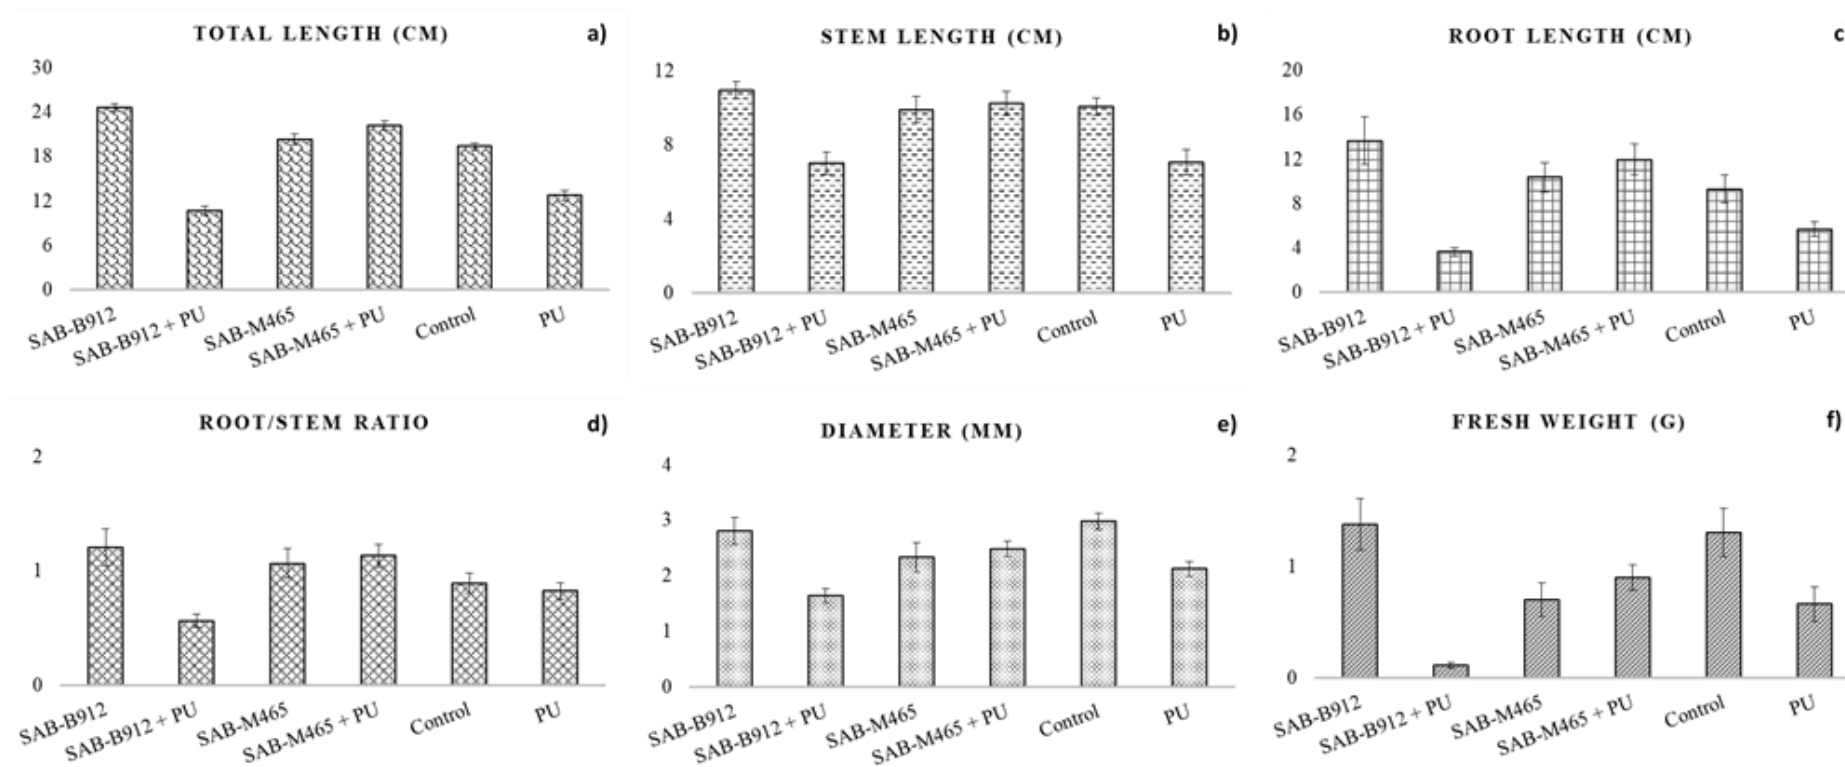 TOTAL LENGTH (CM)
a)
30
24
18
12
6
0
SAB-B912
SAB-B912 + PU
SAB-M465
SAB-M465 + PU
Control
PU
STEM LENGTH (CM)
b)
12
8
4
0
SAB-B912
SAB-B912 + PU
SAB-M465
SAB-M465 + PU
Control
PU
ROOT LENGTH (CM)
c
20
16
12
8
4
0
SAB-B912
SAB-B912 + PU
SAB-M465
SAB-M465 + PU
Control
PU
ROOT/STEM RATIO
d)
2
1
0
SAB-B912
SAB-B912 + PU
SAB-M465
SAB-M465 + PU
Control
PU
DIAMETER (MM)
e)
4
3
2
1
0
SAB-B912
SAB-B912 + PU
SAB-M465
SAB-M465 + PU
Control
PU
FRESH WEIGHT (G)
f)
2
1
0
SAB-B912
SAB-B912 + PU
SAB-M465
SAB-M465 + PU
Control
PU